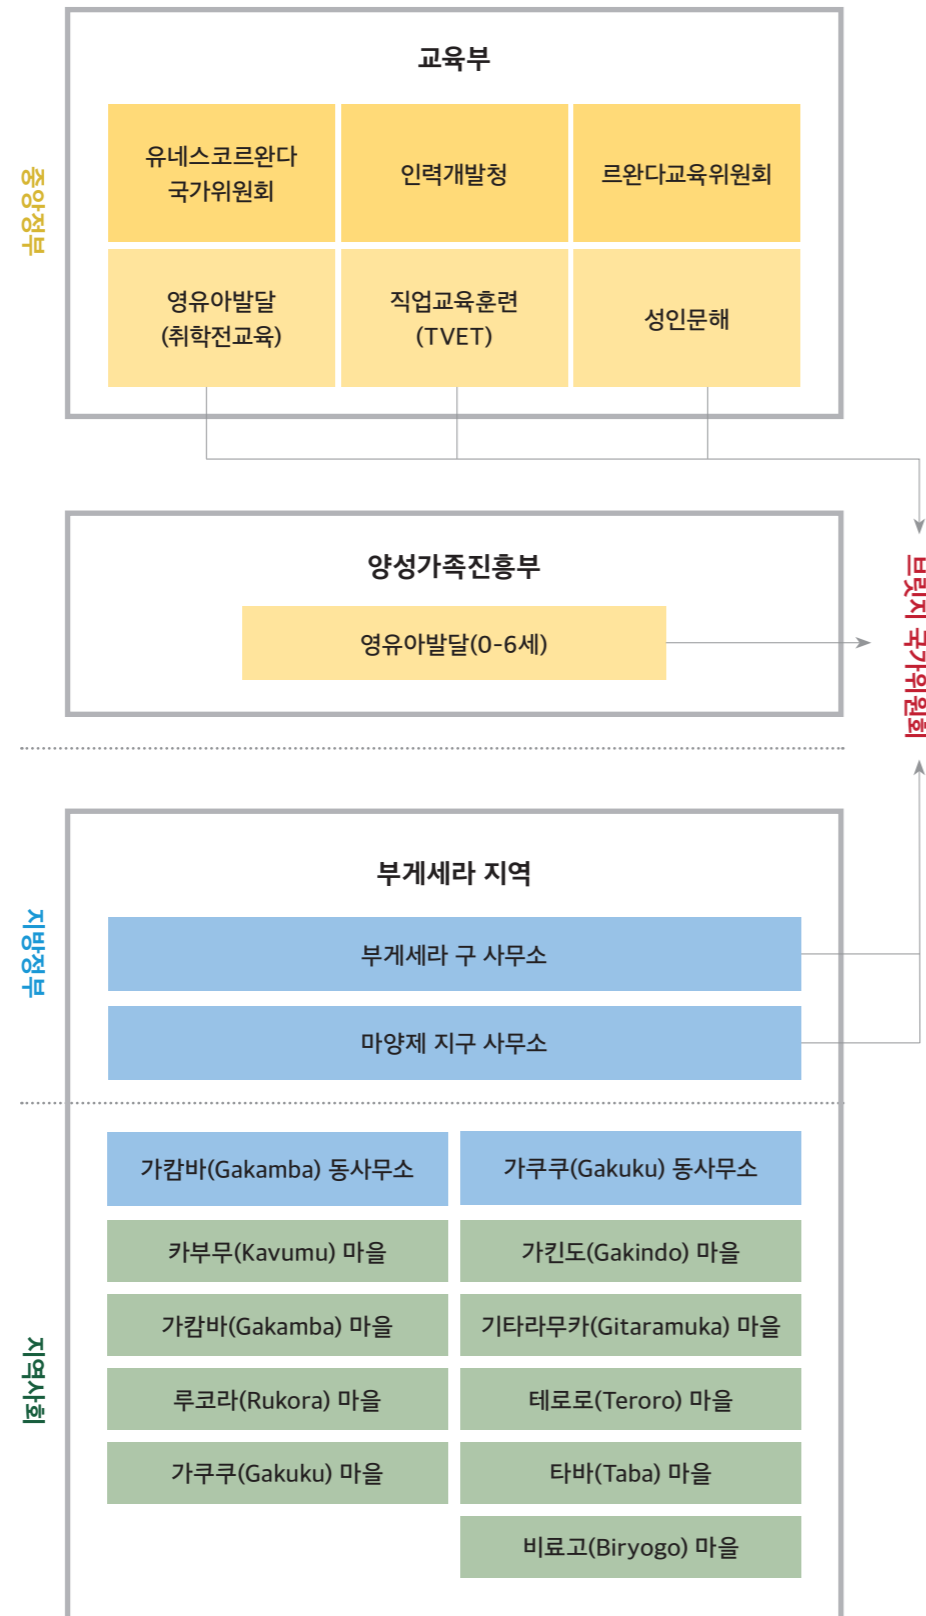 중앙정부
교육부
유네스코르완다
국가위원회
인력개발청
르완다교육위원회
영유아발달
(취학전교육)
직업교육훈련
(TVET)
성인문해
양성가족진흥부
영유아발달(0-6세)
브릿지 국가위원회
지방정부
부게세라 지역
부게세라 구 사무소
마양제 지구 사무소
지역사회
가캄바(Gakamba) 동사무소
가쿠쿠(Gakuku) 동사무소
카부무(Kavumu) 마을
가킨도(Gakindo) 마을
가캄바(Gakamba) 마을
기타라무카(Gitaramuka) 마을
루코라(Rukora) 마을
테로로(Teroro) 마을
가쿠쿠(Gakuku) 마을
타바(Taba) 마을
비료고(Biryogo) 마을